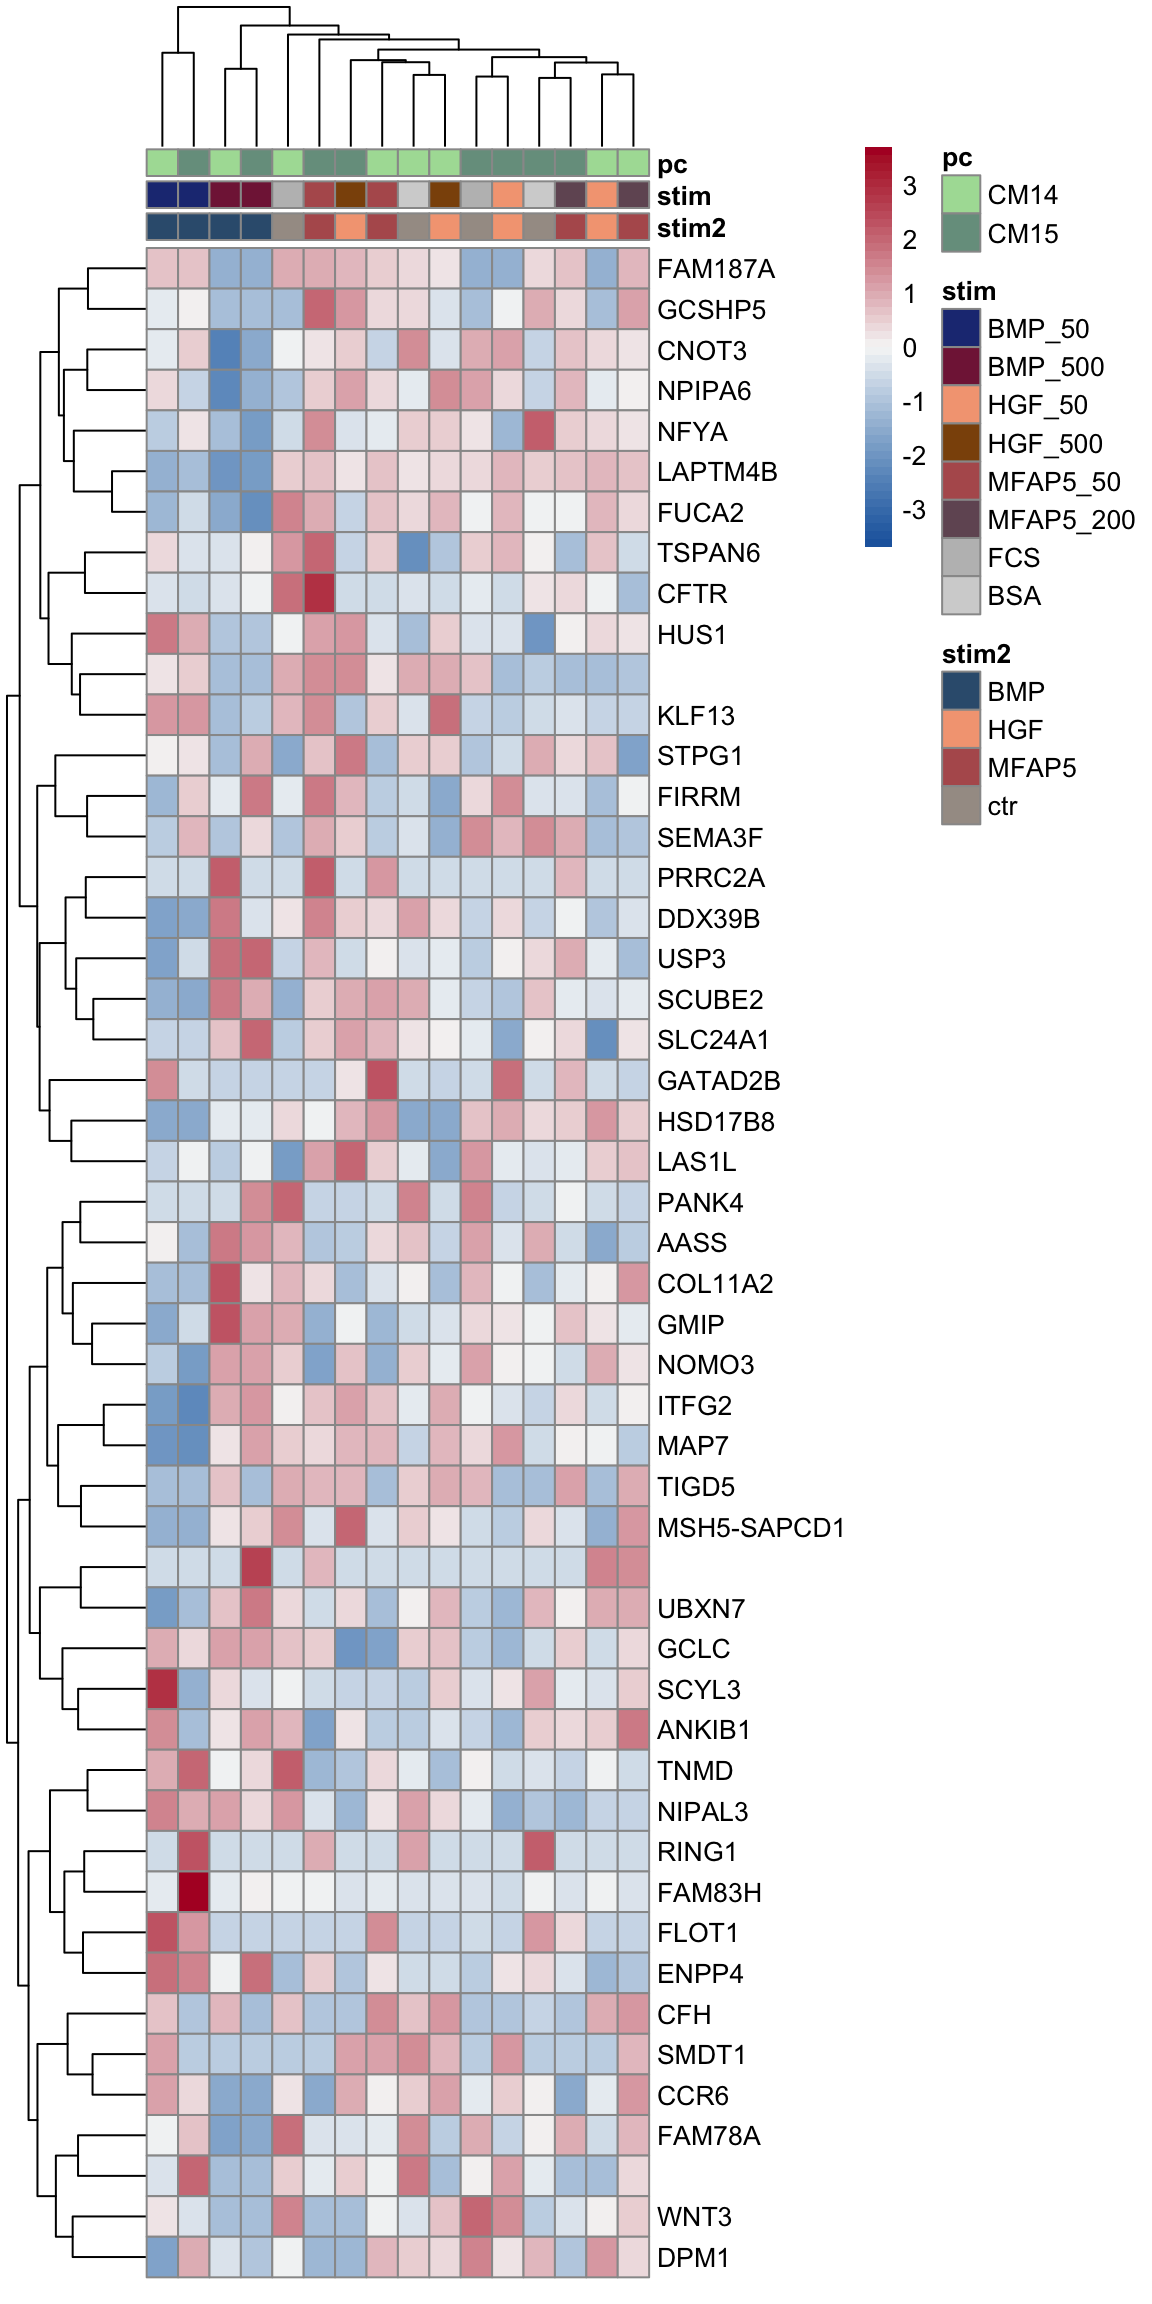 pc
stim
stim2
FAM187A
GCSHP5
CNOT3
NPIPA6
NFYA
LAPTM4B
FUCA2
TSPAN6
CFTR
HUS1
KLF13
STPG1
FIRRM
SEMA3F
PRRC2A
DDX39B
USP3
SCUBE2
SLC24A1
GATAD2B
HSD17B8
LAS1L
PANK4
AASS
COL11A2
GMIP
NOMO3
ITFG2
MAP7
TIGD5
MSH5-SAPCD1
UBXN7
GCLC
SCYL3
ANKIB1
TNMD
NIPAL3
RING1
FAM83H
FLOT1
ENPP4
CFH
SMDT1
CCR6
FAM78A
WNT3
DPM1
3
2
1
0
-1
-2
-3
pc
CM14
CM15
stim
BMP_50
BMP_500
HGF_50
HGF_500
MFAP5_50
MFAP5_200
FCS
BSA
stim2
BMP
HGF
MFAP5
ctr